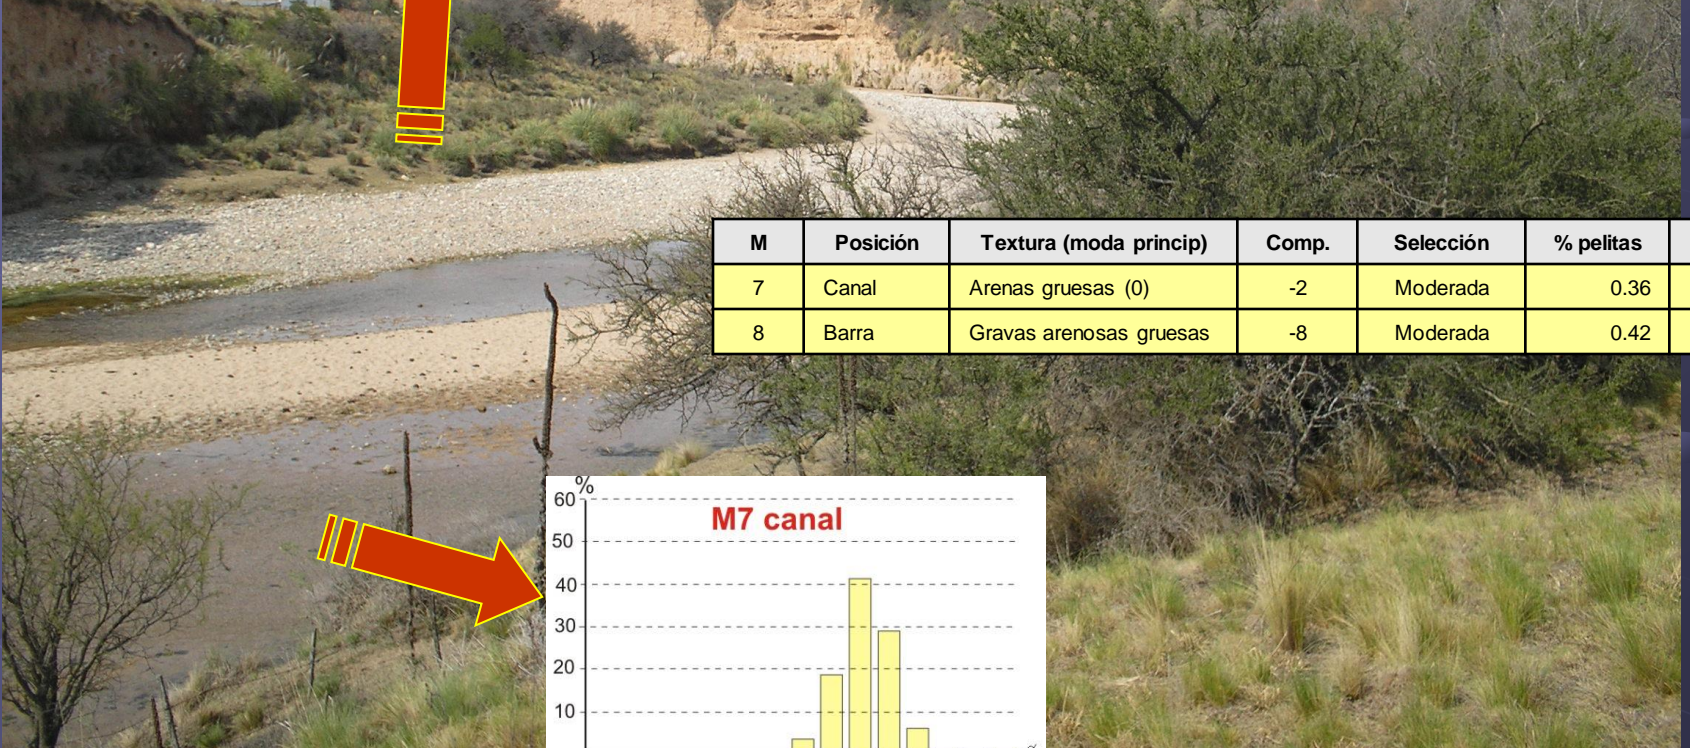 M Posición Textura (moda princip) Comp. Selección % pelitas
7 Canal Arenas gruesas (0) -2 Moderada 0.36
8 Barra Gravas arenosas gruesas -8 Moderada 0.42
%
M7 canal
60
50
40
30
20
10